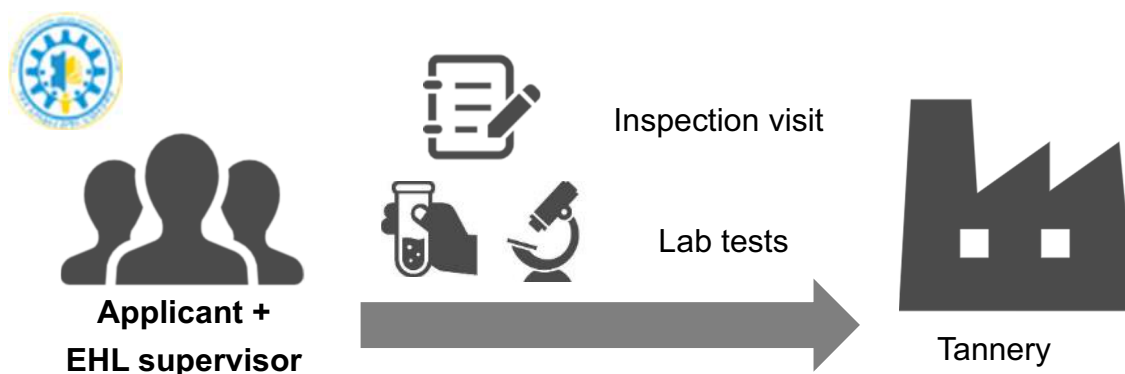 Inspection visit
Lab tests
Applicant +
EHL supervisor
Tannery